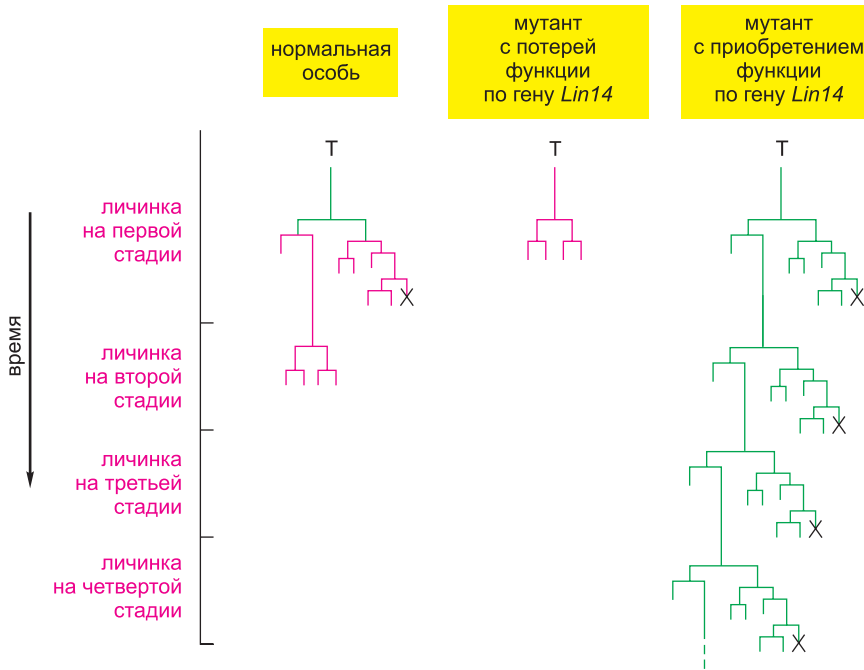 нормальная
особь
мутант
с потерей
функции
по гену Lin14
мутант
с приобретением
функции
по гену Lin14
T
T
T
время
личинка
на первой
стадии
личинка
на второй
стадии
личинка
на третьей
стадии
личинка
на четвертой
стадии